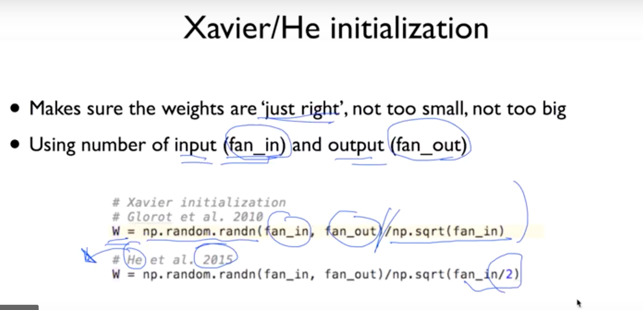 Xavier/He initialization
• Makes sure the weights are 'just right', not too small, not too big
• Using number of input (fan_in) and output (fan_out)
# Xavier initialization
# Glorot et al. 2010
W = np.random.randn(fan_in, fan_out)/np.sqrt(fan_in)
# He et al. 2015
W = np.random.randn(fan_in, fan_out)/np.sqrt(fan_in/2)